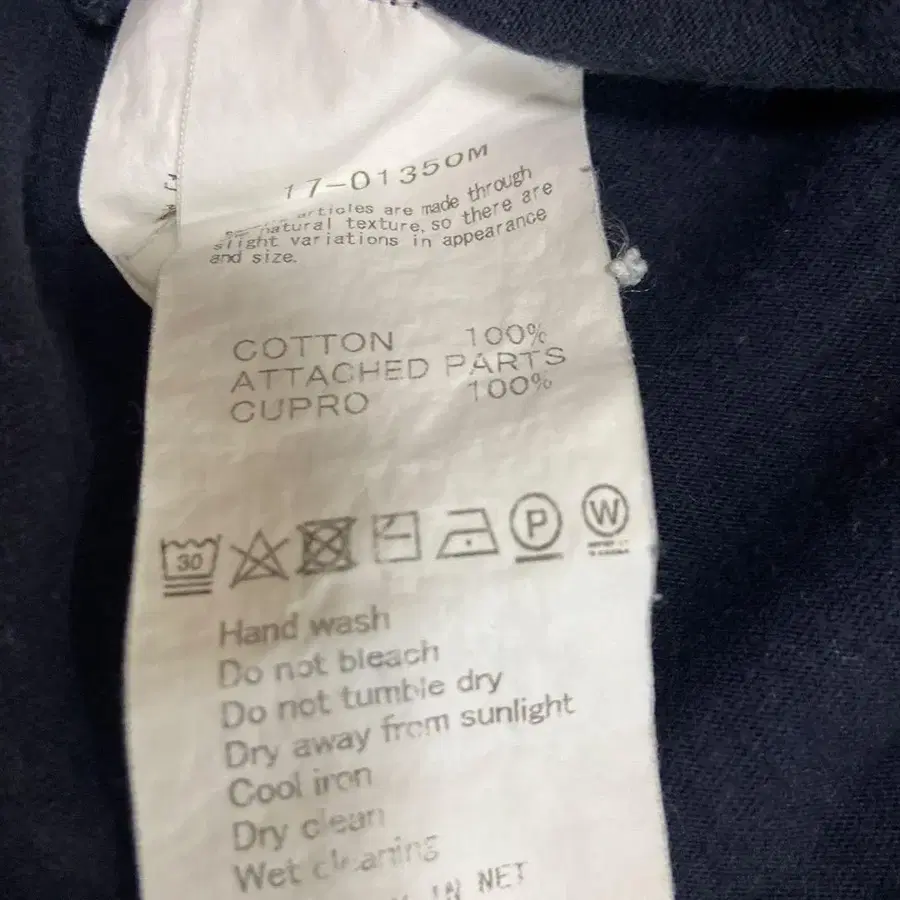 17-01350M
articles are made through
natural texture, so there are
slight variations in appearance
and size.
COTTON 100%
ATTACHED PARTS
CUPRO 100%
30 P W
Hand wash
Do not bleach
Do not tumble dry
Dry away from sunlight
Cool iron
Dry clean
Wet cleaning
IN NET